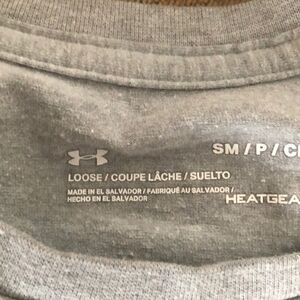 SM / P / C
LOOSE / COUPE LÂCHE / SUELTO
MADE IN EL SALVADOR / FABRIQUÉ AU SALVADOR /
HECHO EN EL SALVADOR
HEATGEA